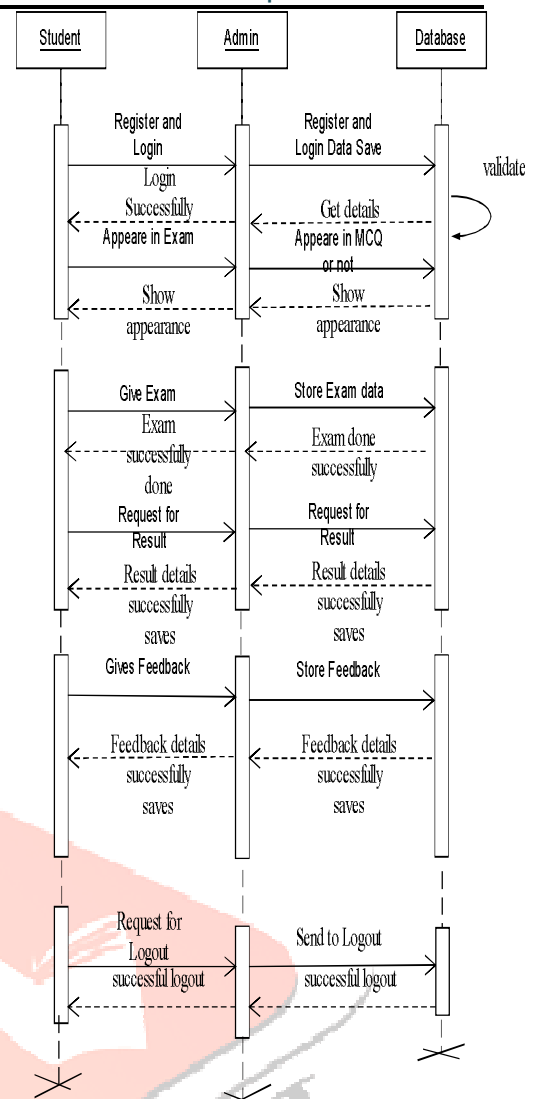 Student
Admin
Database
Register and
Login
Register and
Login Data Save
validate
Login
Successfully
Get details
Appeare in Exam
Appeare in MCQ
or not
Show
appearance
Show
appearance
Give Exam
Store Exam data
Exam
successfully
done
Exam done
successfully
Request for
Result
Request for
Result
Result details
successfully
saves
Result details
successfully
saves
Gives Feedback
Store Feedback
Feedback details
successfully
saves
Feedback details
successfully
saves
Request for
Logout
Send to Logout
successful logout
successful logout